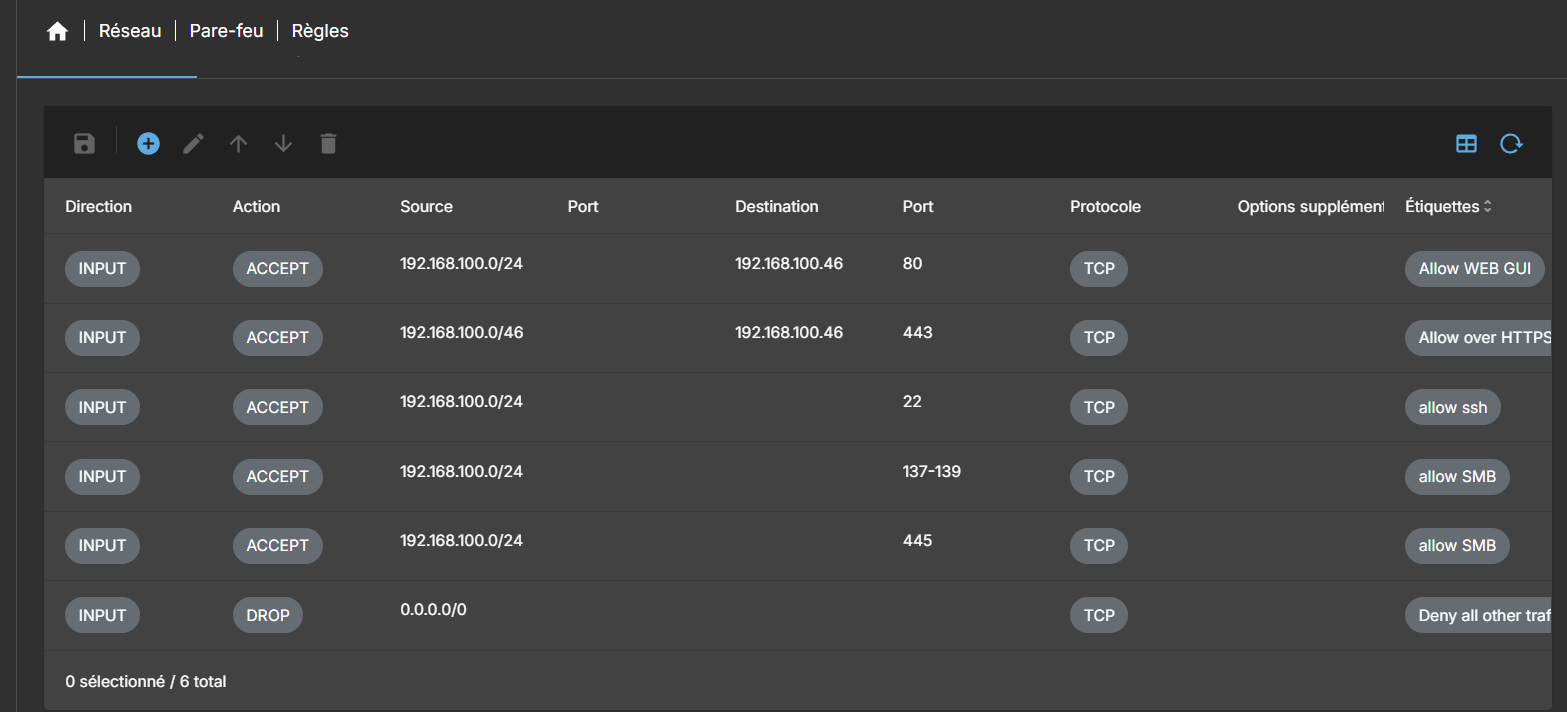 Réseau Pare-feu Règles
Direction Action Source Port Destination Port Protocole Options supplément Étiquettes
INPUT ACCEPT 192.168.100.0/24 192.168.100.46 80 TCP Allow WEB GUI
INPUT ACCEPT 192.168.100.0/46 192.168.100.46 443 TCP Allow over HTTPS
INPUT ACCEPT 192.168.100.0/24 22 TCP allow ssh
INPUT ACCEPT 192.168.100.0/24 137-139 TCP allow SMB
INPUT ACCEPT 192.168.100.0/24 445 TCP allow SMB
INPUT DROP 0.0.0.0/0 TCP Deny all other traf
0 sélectionné / 6 total